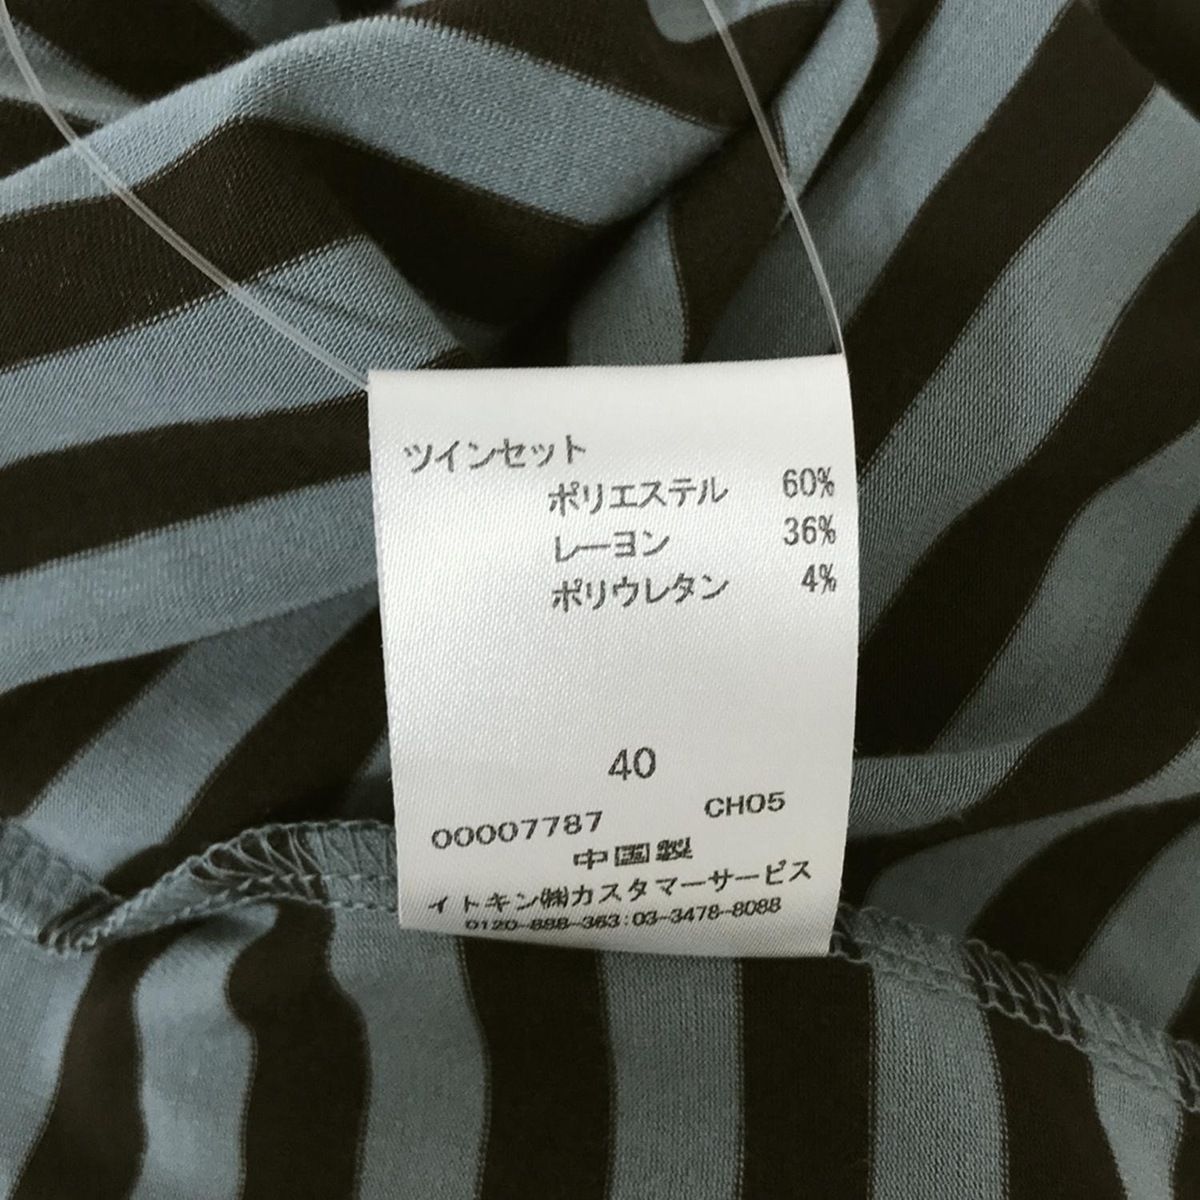 ツインセット
ポリエステル 60%
レーヨン 36%
ポリウレタン 4%
40
00007787 CH05
中国製
イトキン㈱カスタマーサービス
0120-888-363:03-3478-8088